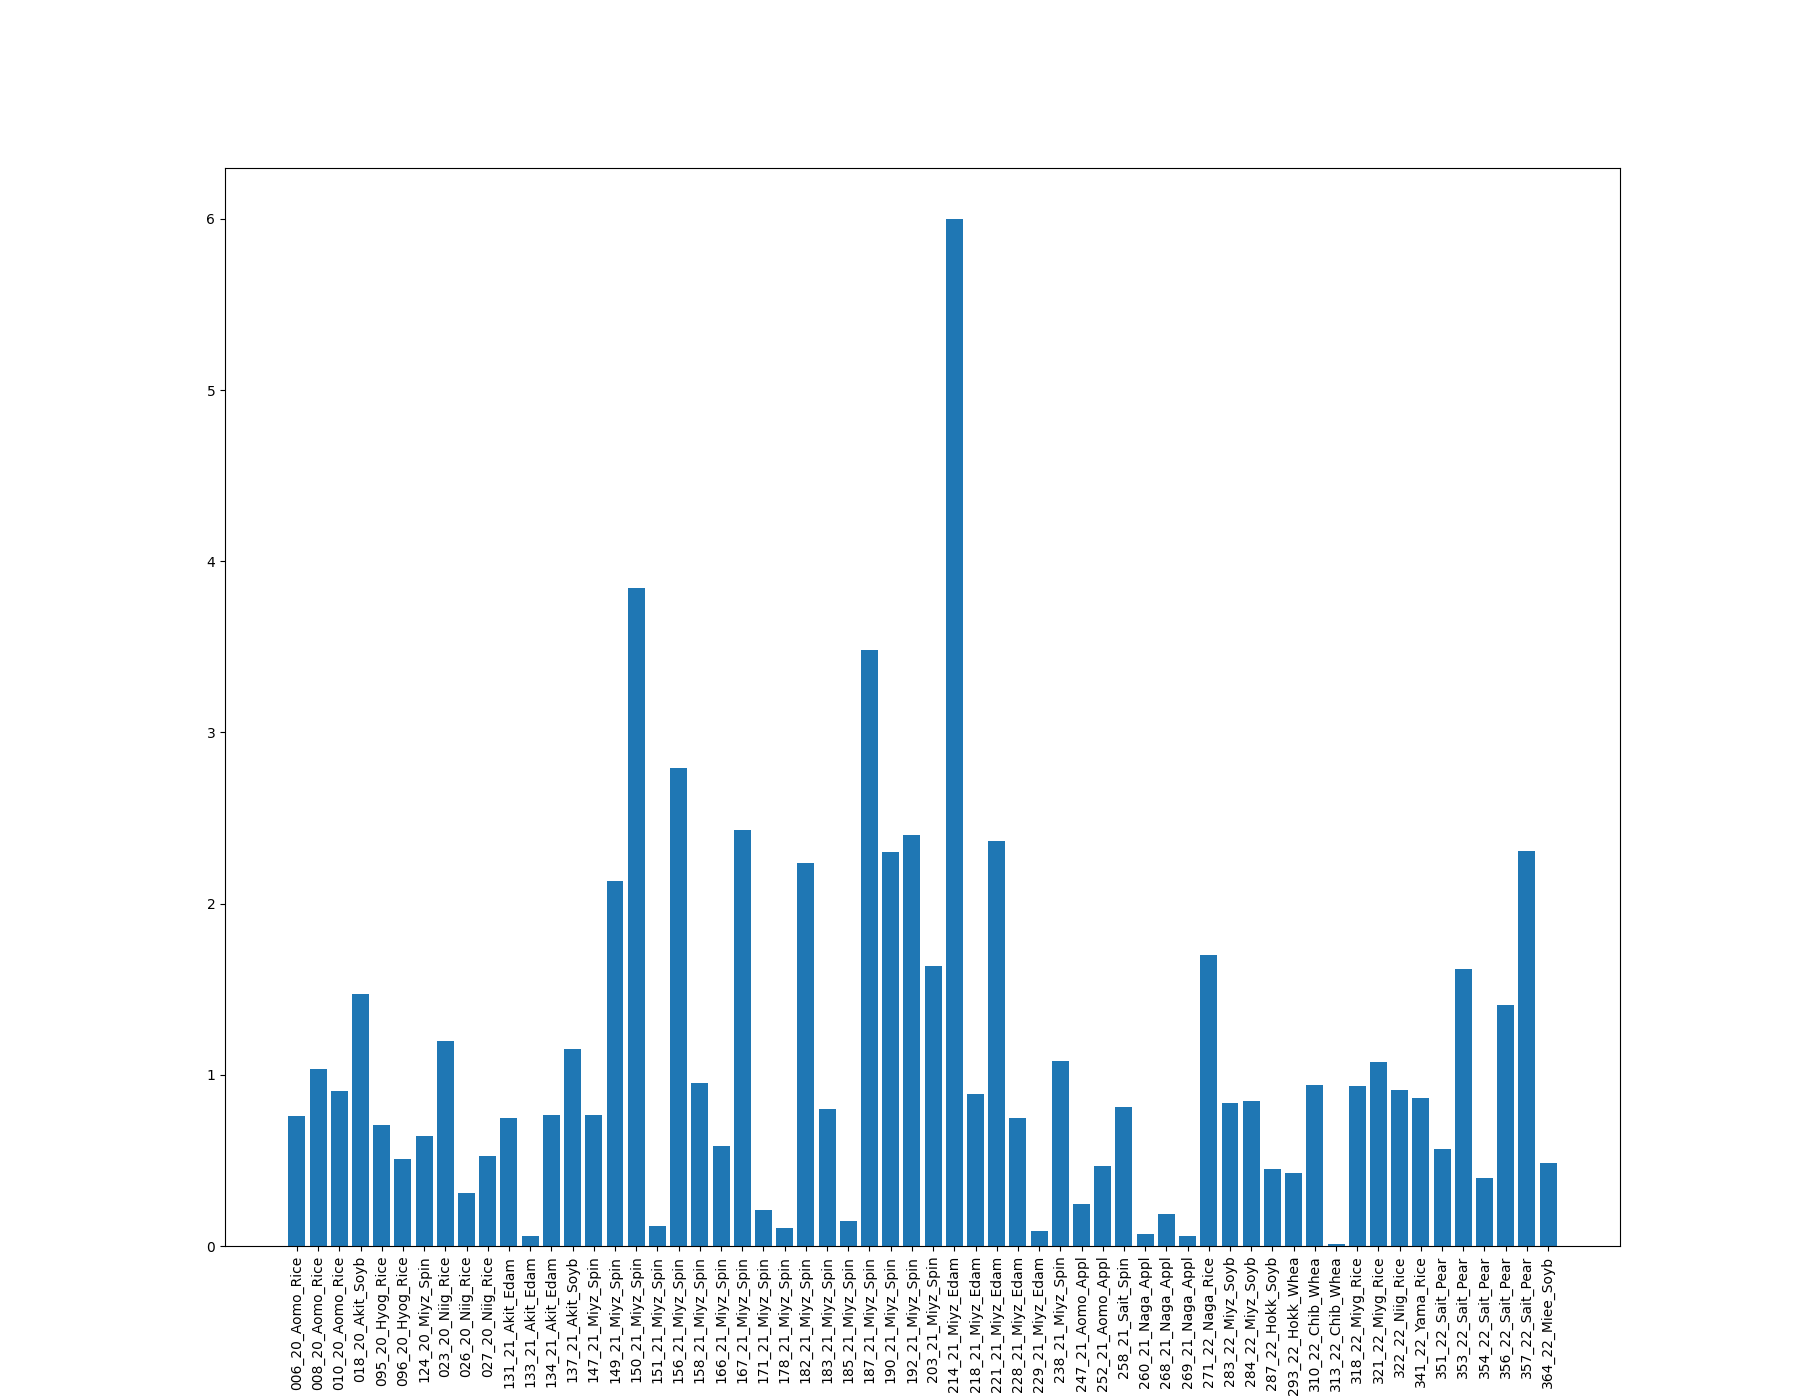 6
5
4
3
2
1
0
006_20_Aomo_Rice
008_20_Aomo_Rice
010_20_Aomo_Rice
018_20_Akit_Soyb
095_20_Hyog_Rice
096_20_Hyog_Rice
124_20_Miyz_Spin
023_20_Niig_Rice
026_20_Niig_Rice
027_20_Niig_Rice
131_21_Akit_Edam
133_21_Akit_Edam
134_21_Akit_Edam
137_21_Akit_Soyb
147_21_Miyz_Spin
149_21_Miyz_Spin
150_21_Miyz_Spin
151_21_Miyz_Spin
156_21_Miyz_Spin
158_21_Miyz_Spin
166_21_Miyz_Spin
167_21_Miyz_Spin
171_21_Miyz_Spin
178_21_Miyz_Spin
182_21_Miyz_Spin
183_21_Miyz_Spin
185_21_Miyz_Spin
187_21_Miyz_Spin
190_21_Miyz_Spin
192_21_Miyz_Spin
203_21_Miyz_Spin
214_21_Miyz_Edam
218_21_Miyz_Edam
221_21_Miyz_Edam
228_21_Miyz_Edam
229_21_Miyz_Edam
238_21_Miyz_Spin
247_21_Aomo_Appl
252_21_Aomo_Appl
258_21_Sait_Spin
260_21_Naga_Appl
268_21_Naga_Appl
269_21_Naga_Appl
271_22_Naga_Rice
283_22_Miyz_Soyb
284_22_Miyz_Soyb
287_22_Hokk_Soyb
293_22_Hokk_Whea
310_22_Chib_Whea
313_22_Chib_Whea
318_22_Miyg_Rice
321_22_Miyg_Rice
322_22_Niig_Rice
341_22_Yama_Rice
351_22_Sait_Pear
353_22_Sait_Pear
354_22_Sait_Pear
356_22_Sait_Pear
357_22_Sait_Pear
364_22_Miee_Soyb